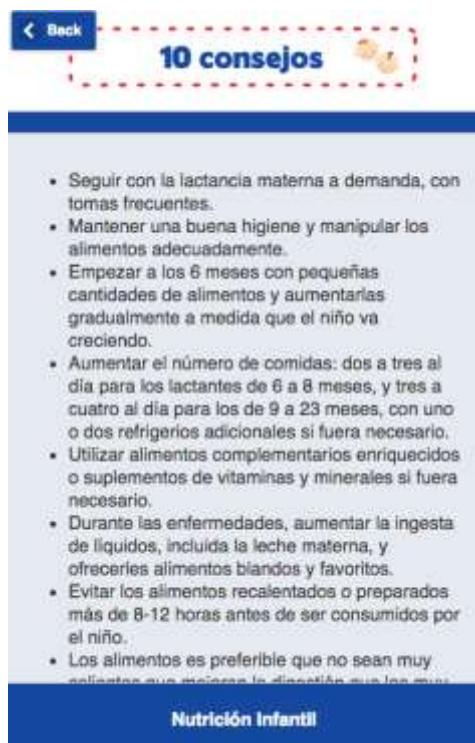 Back
10 consejos
• Seguir con la lactancia materna a demanda, con
tomas frecuentes.
• Mantener una buena higiene y manipular los
alimentos adecuadamente.
• Empezar a los 6 meses con pequeñas
cantidades de alimentos y aumentarlas
gradualmente a medida que el niño va
creciendo.
• Aumentar el número de comidas: dos a tres al
día para los lactantes de 6 a 8 meses, y tres a
cuatro al día para los de 9 a 23 meses, con uno
o dos refrigerios adicionales si fuera necesario.
• Utilizar alimentos complementarios enriquecidos
o suplementos de vitaminas y minerales si fuera
necesario.
• Durante las enfermedades, aumentar la ingesta
de líquidos, incluida la leche materna, y
ofrecerles alimentos blandos y favoritos.
• Evitar los alimentos recalentados o preparados
más de 8-12 horas antes de ser consumidos por
el niño.
• Los alimentos es preferible que no sean muy
Nutrición Infantil